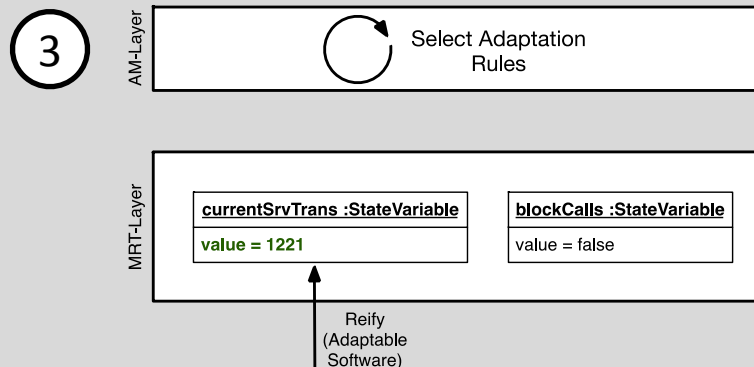 3
AM-Layer
Select Adaptation
Rules
MRT-Layer
currentSrvTrans :StateVariable
value = 1221
blockCalls :StateVariable
value = false
Reify
(Adaptable
Software)